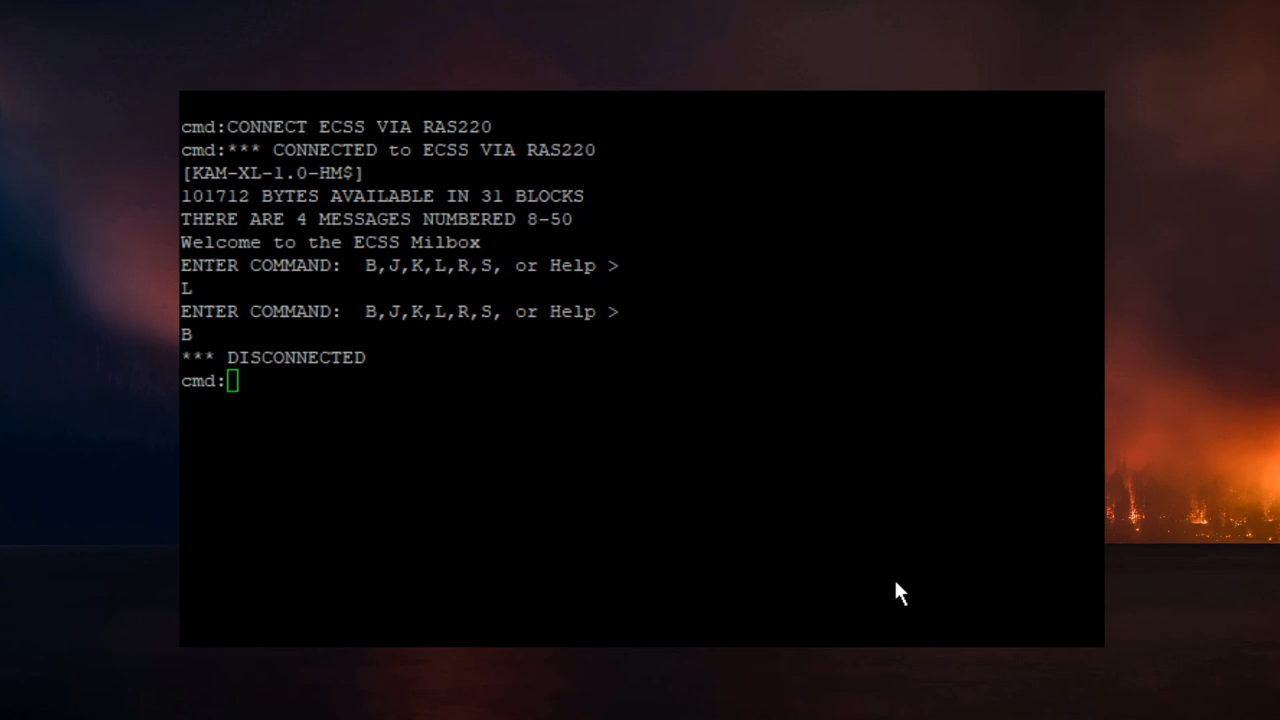 cmd:CONNECT ECSS VIA RAS220
cmd:*** CONNECTED to ECSS VIA RAS220
[KAM-XL-1.0-HM$]
101712 BYTES AVAILABLE IN 31 BLOCKS
THERE ARE 4 MESSAGES NUMBERED 8-50
Welcome to the ECSS Milbox
ENTER COMMAND:  B,J,K,L,R,S, or Help >
L
ENTER COMMAND:  B,J,K,L,R,S, or Help >
B
*** DISCONNECTED
cmd: